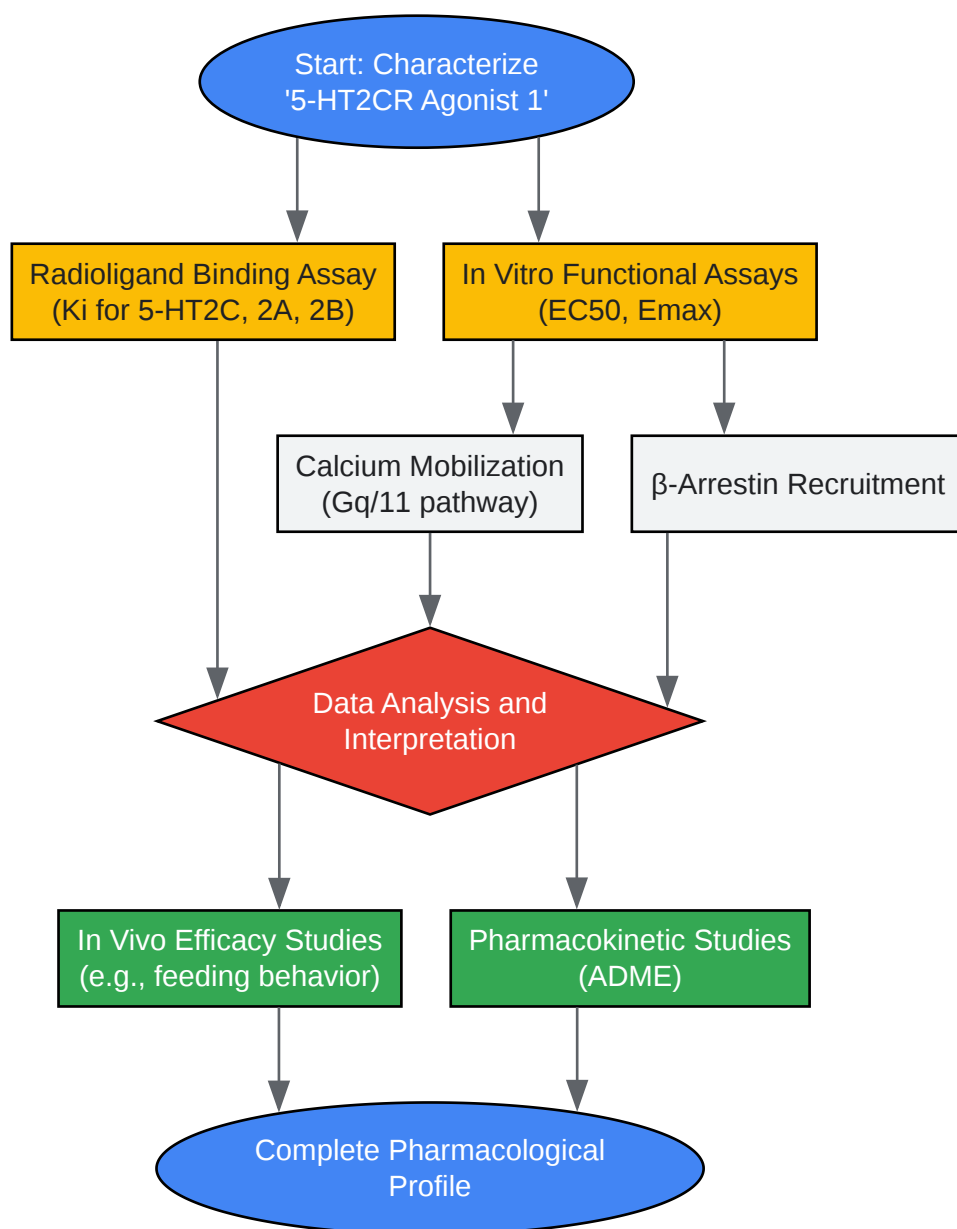 Start: Characterize
'5-HT2CR Agonist 1'
Radioligand Binding Assay
(Ki for 5-HT2C, 2A, 2B)
In Vitro Functional Assays
(EC50, Emax)
Calcium Mobilization
(Gq/11 pathway)
β-Arrestin Recruitment
Data Analysis and
Interpretation
In Vivo Efficacy Studies
(e.g., feeding behavior)
Pharmacokinetic Studies
(ADME)
Complete Pharmacological
Profile